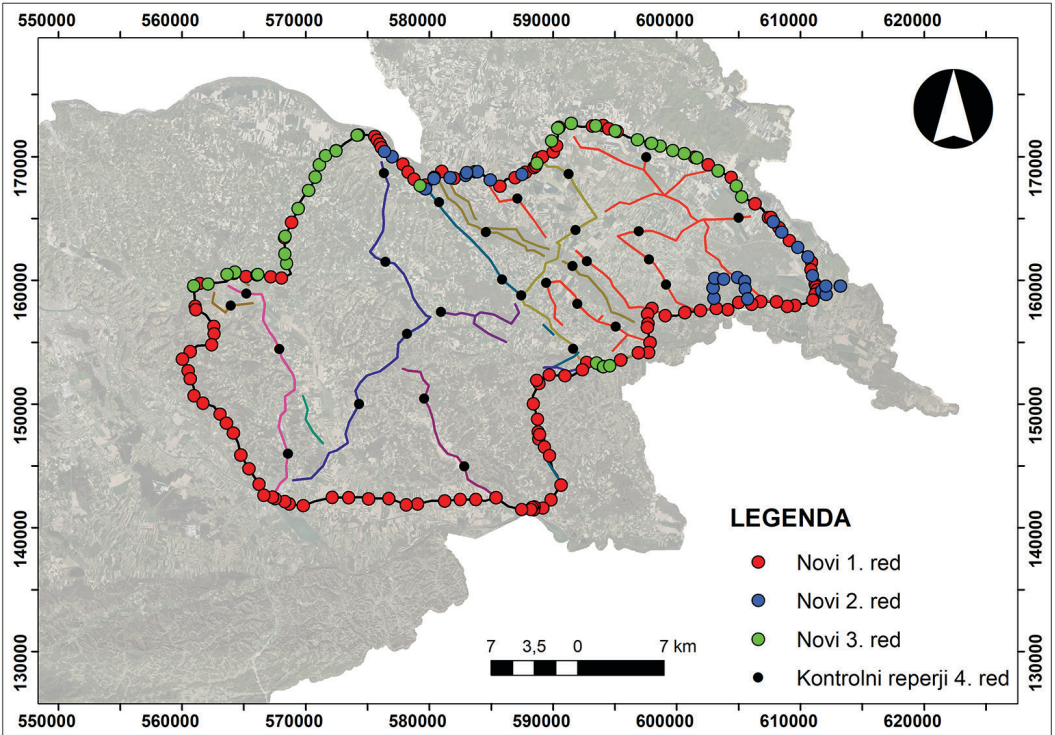 550000 560000 570000 580000 590000 600000 610000 620000
170000 170000
160000 160000
150000 150000
140000 140000
130000 130000
LEGENDA
Novi 1. red
Novi 2. red
Novi 3. red
Kontrolni reperji 4. red
7 3,5 0 7 km
550000 560000 570000 580000 590000 600000 610000 620000